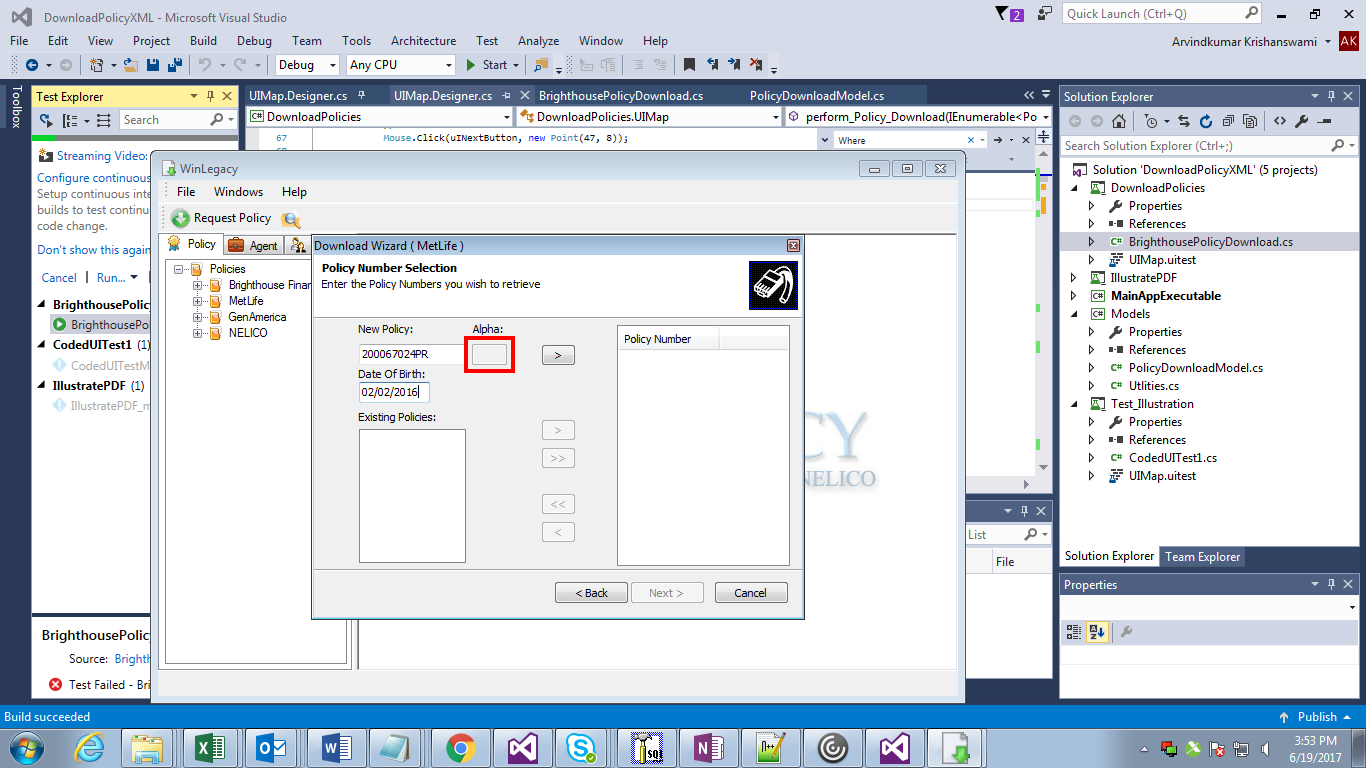 DownloadPolicyXML - Microsoft Visual Studio
2
Quick Launch (Ctrl+Q)
File Edit View Project Build Debug Team Tools Architecture Test Analyze Window Help
Arvindkumar Krishanswami
AK
Debug
Any CPU
Start
Toolbox
Test Explorer
Search
Streaming Video:
Configure continuous
Setup continuous inte
builds to test continu
code change.
Don't show this again
Cancel
Run...
BrighthousePolicy
BrighthousePo
CodedUITest1 (1)
CodedUITestM
IllustratePDF (1)
IllustratePDF_m
BrighthousePolicy
Source: Brighth
Test Failed - Bri
UIMap.Designer.cs
UIMap.Designer.cs
BrighthousePolicyDownload.cs
PolicyDownloadModel.cs
DownloadPolicies
DownloadPolicies.UIMap
perform_Policy_Download(IEnumerable<Po
67
Mouse.Click(uINextButton, new Point(47, 8));
Where
WinLegacy
File Windows Help
Request Policy
Policy
Agent
Policies
Brighthouse Finan
MetLife
GenAmerica
NELICO
Download Wizard ( MetLife )
Policy Number Selection
Enter the Policy Numbers you wish to retrieve
New Policy:
Alpha:
200067024PR
>
Date Of Birth:
02/02/2016
Existing Policies:
>
>>
<<
<
Policy Number
< Back
Next >
Cancel
CY
NELICO
List
File
Solution Explorer
Search Solution Explorer (Ctrl+;)
Solution 'DownloadPolicyXML' (5 projects)
DownloadPolicies
Properties
References
BrighthousePolicyDownload.cs
UIMap.uitest
IllustratePDF
MainAppExecutable
Models
Properties
References
PolicyDownloadModel.cs
Utlities.cs
Test_Illustration
Properties
References
CodedUITest1.cs
UIMap.uitest
Solution Explorer
Team Explorer
Properties
Build succeeded
Publish
3:53 PM
6/19/2017